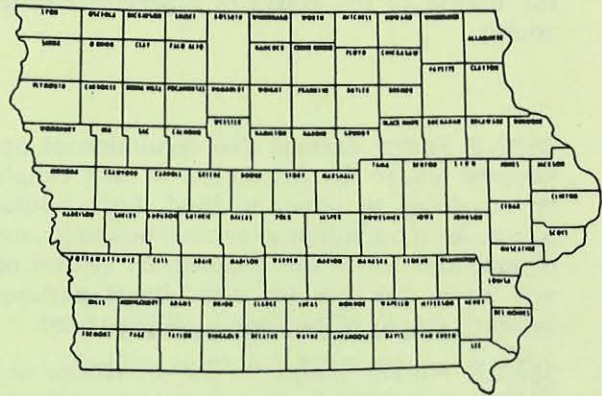 LYON OSCEOLA DICKINSON EMMET KOSSUTH WINNEBAGO WORTH MITCHELL HOWARD WINNESHIEK
ALLAMAKEE
SIOUX O'BRIEN CLAY PALO ALTO HANCOCK CERRO GORDO FLOYD CHICKASAW
FAYETTE CLAYTON
PLYMOUTH CHEROKEE BUENA VISTA POCAHONTAS HUMBOLDT WRIGHT FRANKLIN BUTLER BREMER
WEBSTER BLACK HAWK BUCHANAN DELAWARE DUBUQUE
WOODBURY IDA SAC CALHOUN HAMILTON HARDIN GRUNDY
TAMA BENTON LINN JONES JACKSON
MONONA CRAWFORD CARROLL GREENE BOONE STORY MARSHALL
CLINTON
CEDAR
SCOTT
HARRISON SHELBY AUDUBON GUTHRIE DALLAS POLK JASPER POWESHIEK IOWA JOHNSON
MUSCATINE
POTTAWATTAMIE CASS ADAIR MADISON WARREN MARION MAHASKA KEOKUK WASHINGTON
LOUISA
MILLS MONTGOMERY ADAMS UNION CLARKE LUCAS MONROE WAPELLO JEFFERSON HENRY
DES MOINES
FREMONT PAGE TAYLOR RINGGOLD DECATUR WAYNE APPANOOSE DAVIS VAN BUREN
LEE